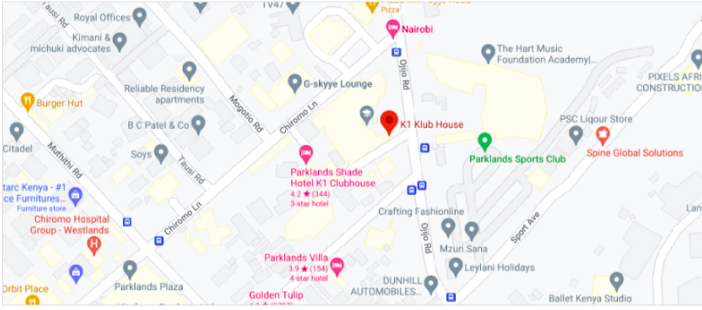 Tausi Rd
Royal Offices
TV47
Pizza
Nairobi
Kimani &
michuki advocates
Ojijo Rd
The Hart Music
Foundation Academy|...
PIXELS AFRI
CONSTRUCTIO
Reliable Residency
apartments
G-skyye Lounge
Burger Hut
Mogotio Rd
Chiromo Ln
B C Patel & Co
K1 Klub House
PSC Liqour Store
Citadel
Muthithi Rd
Soys
Tausi Rd
Parklands Sports Club
Spine Global Solutions
Parklands Shade
Hotel K1 Clubhouse
4.2 ★ (344)
3-star hotel
tarc Kenya - #1
ce Furnitures...
Furniture store
Chiromo Hospital
Group - Westlands
Chiromo Ln
Crafting Fashionline
Ojijo Rd
Sport Ave
Lan
Mzuri Sana
Parklands Villa
3.9 ★ (154)
4-star hotel
Leylani Holidays
Parklands Plaza
DUNHILL
AUTOMOBILES...
Orbit Place
Golden Tulip
Ballet Kenya Studio